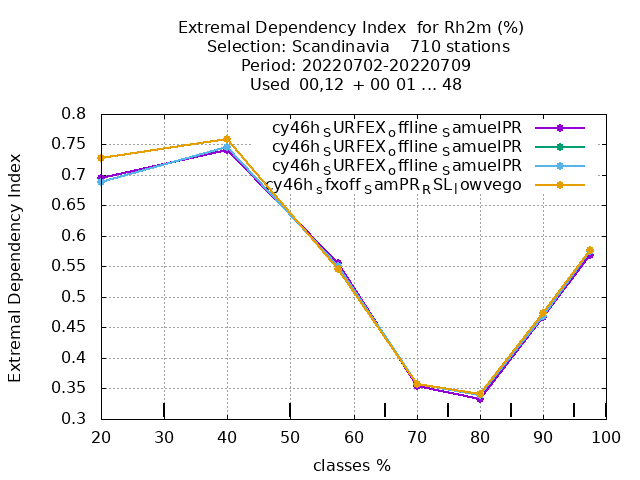 Extremal Dependency Index  for Rh2m (%)
Selection: Scandinavia    710 stations
Period: 20220702-20220709
Used  00,12  + 00 01 ... 48
cy46h_SURFEX_offline_SamuelPR
cy46h_SURFEX_offline_SamuelPR
cy46h_SURFEX_offline_SamuelPR
cy46h_sfxoff_SamPR_RSL_lowvego
Extremal Dependency Index
0.8
0.75
0.7
0.65
0.6
0.55
0.5
0.45
0.4
0.35
0.3
20 30 40 50 60 70 80 90 100
classes %